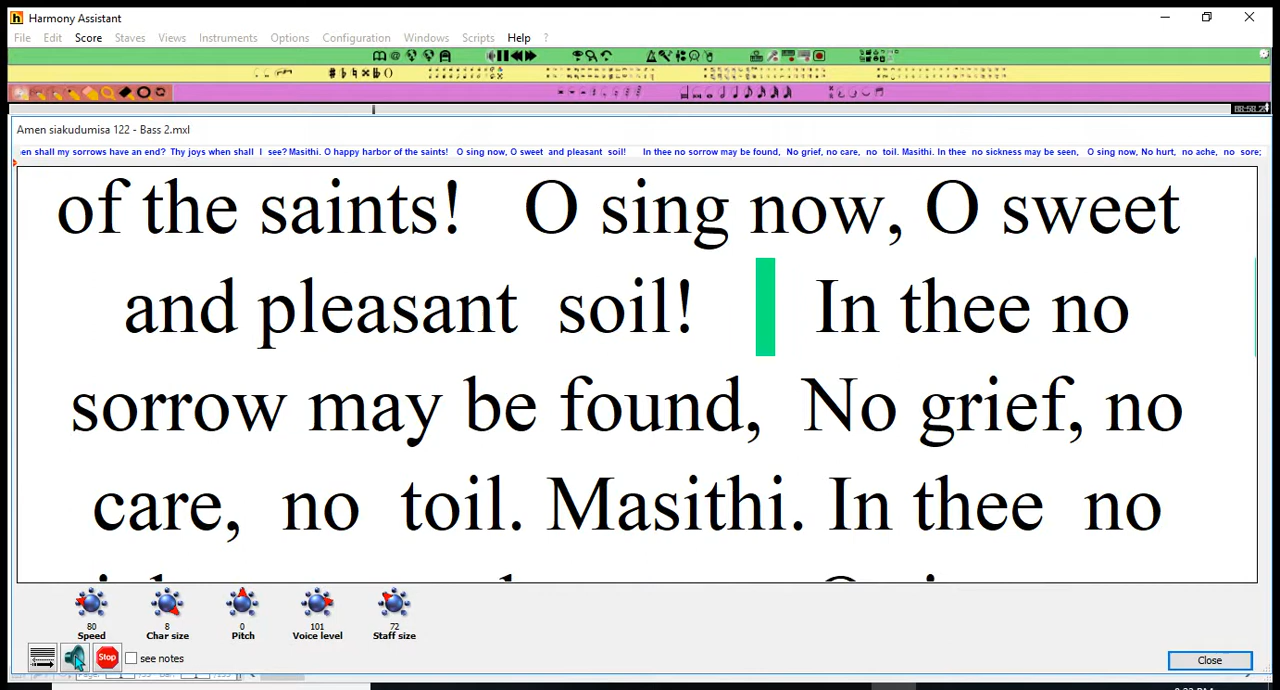 Harmony Assistant
File Edit Score Staves Views Instruments Options Configuration Windows Scripts Help ?
Amen siakudumisa 122 - Bass 2.mxl
en shall my sorrows have an end? Thy joys when shall I see? Masithi. O happy harbor of the saints! O sing now, O sweet and pleasant soil! In thee no sorrow may be found, No grief, no care, no toil. Masithi. In thee no sickness may be seen, O sing now, No hurt, no ache, no sore;
of the saints! O sing now, O sweet
and pleasant soil! In thee no
sorrow may be found, No grief, no
care, no toil. Masithi. In thee no
80 8 0 101 72
Speed Char size Pitch Voice level Staff size
Stop see notes Close